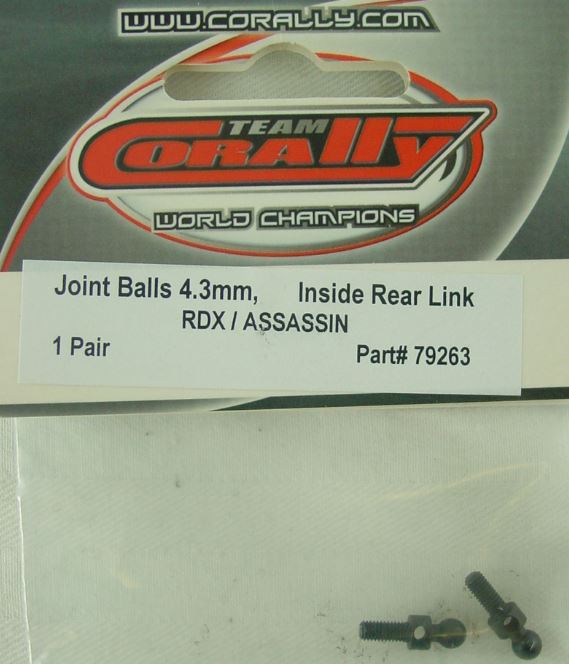 WWW.CORALLY.COM
TEAM
CORALLY
WORLD CHAMPIONS
Joint Balls 4.3mm, Inside Rear Link
RDX / ASSASSIN
1 Pair Part# 79263